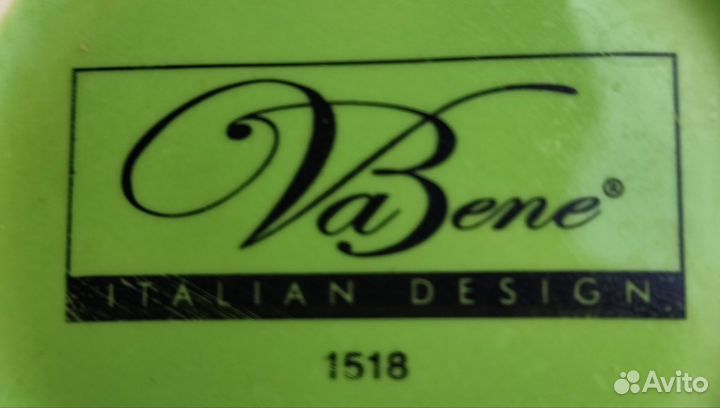 VaBene®
ITALIAN DESIGN
1518
Avito